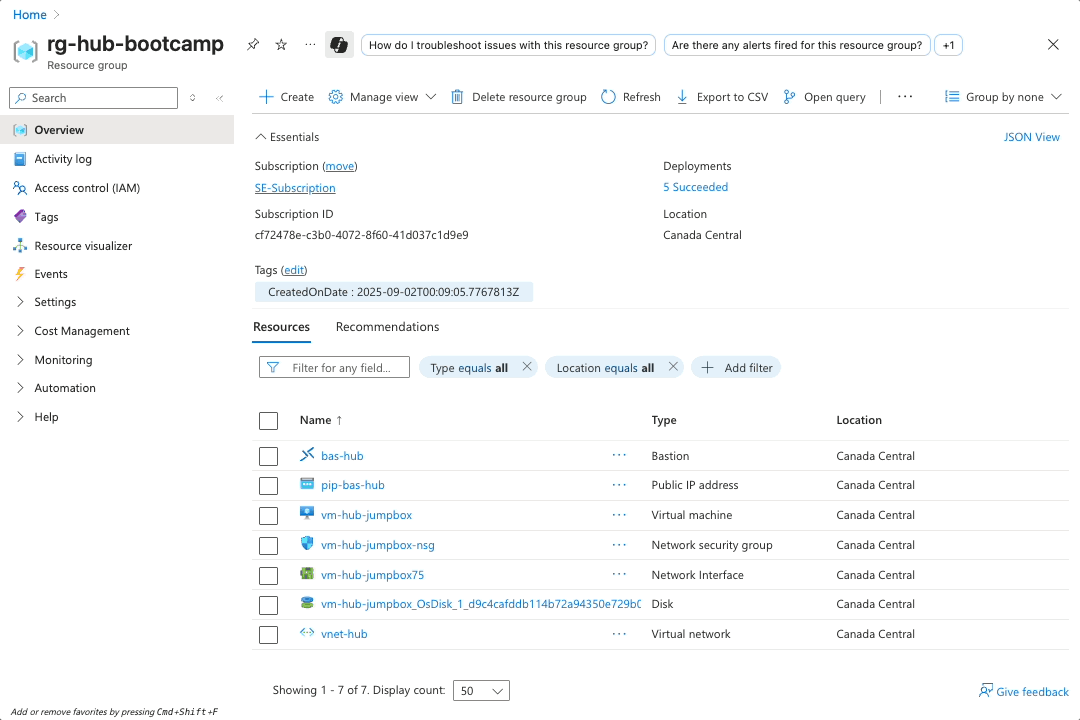 Home
rg-hub-bootcamp
Resource group
How do I troubleshoot issues with this resource group?
Are there any alerts fired for this resource group?
+1
Search
Create
Manage view
Delete resource group
Refresh
Export to CSV
Open query
Group by none
Overview
Activity log
Access control (IAM)
Tags
Resource visualizer
Events
Settings
Cost Management
Monitoring
Automation
Help
Essentials
JSON View
Subscription (move)
SE-Subscription
Subscription ID
cf72478e-c3b0-4072-8f60-41d037c1d9e9
Deployments
5 Succeeded
Location
Canada Central
Tags (edit)
CreatedOnDate : 2025-09-02T00:09:05.7767813Z
Resources
Recommendations
Filter for any field...
Type equals all
Location equals all
Add filter
Name ↑ Type Location
bas-hub Bastion Canada Central
pip-bas-hub Public IP address Canada Central
vm-hub-jumpbox Virtual machine Canada Central
vm-hub-jumpbox-nsg Network security group Canada Central
vm-hub-jumpbox75 Network Interface Canada Central
vm-hub-jumpbox_OsDisk_1_d9c4cafddb114b72a94350e729b0 Disk Canada Central
vnet-hub Virtual network Canada Central
Showing 1 - 7 of 7. Display count: 50
Give feedback
Add or remove favorites by pressing Cmd+Shift+F